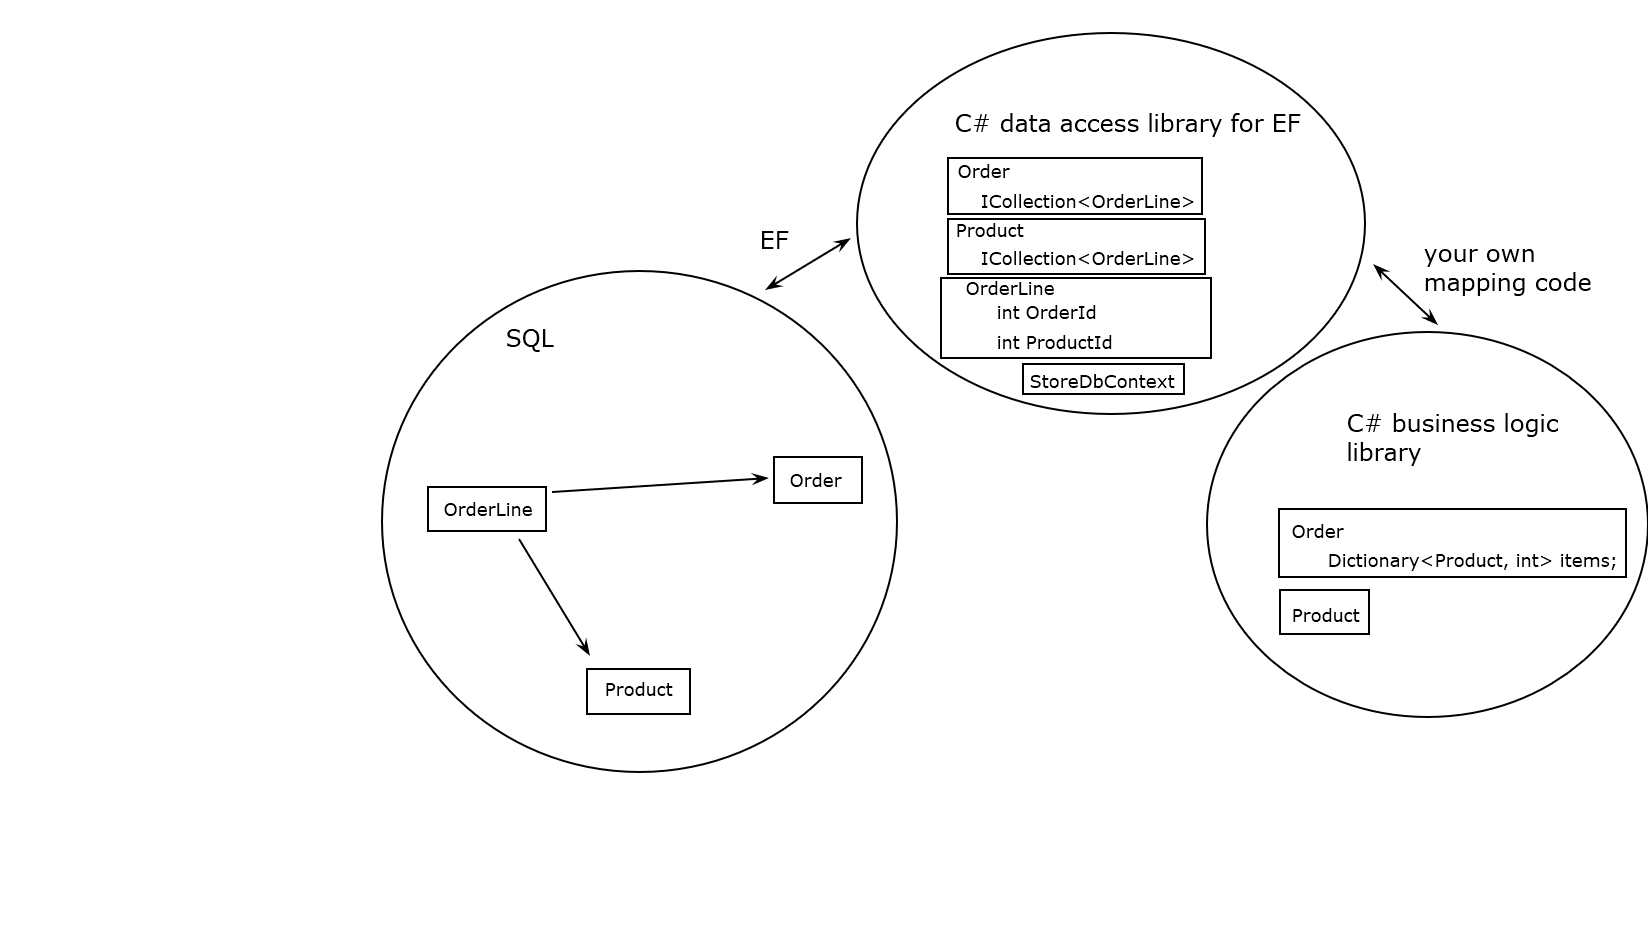 C# data access library for EF
Order
ICollection<OrderLine>
Product
ICollection<OrderLine>
OrderLine
int OrderId
int ProductId
StoreDbContext
EF
your own
mapping code
SQL
OrderLine
Order
Product
C# business logic
library
Order
Dictionary<Product, int> items;
Product